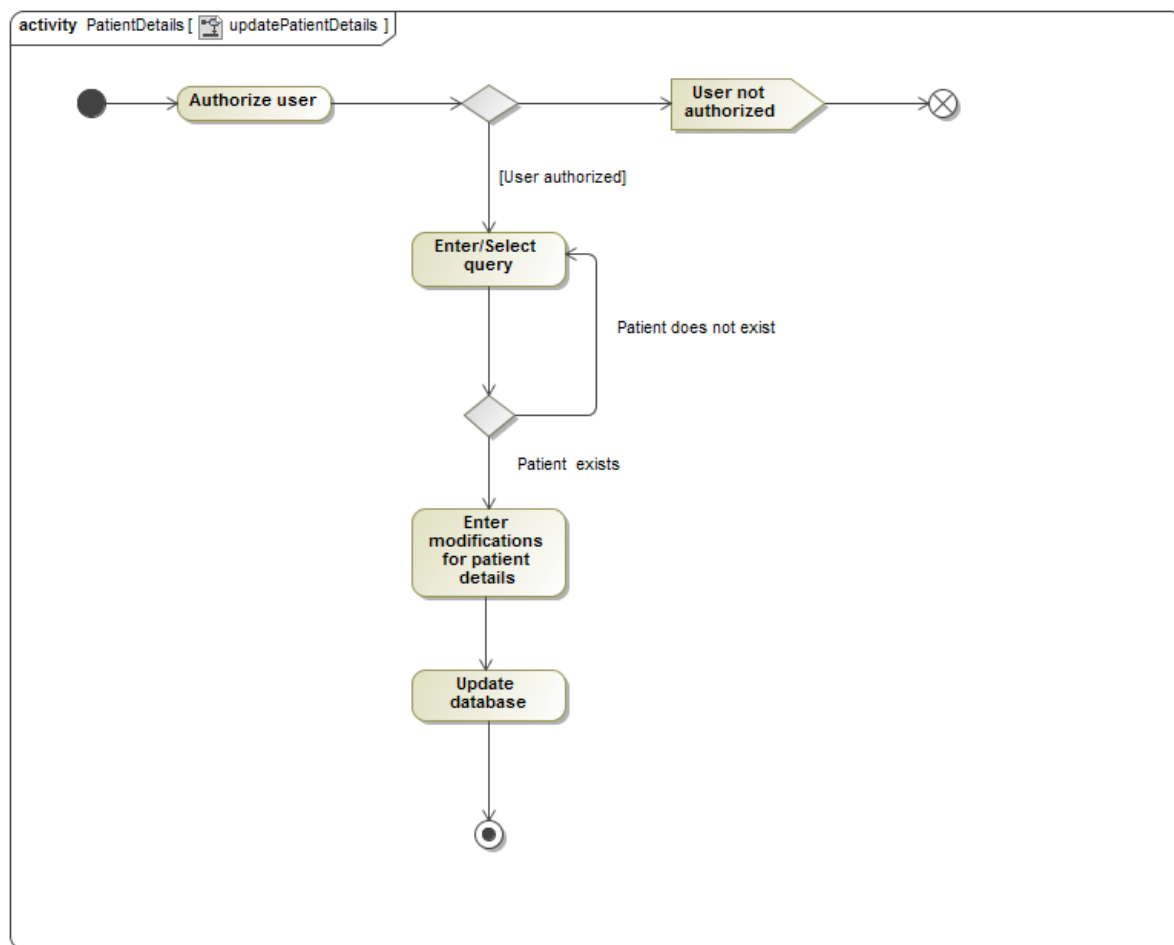 activity PatientDetails [ updatePatientDetails ]
Authorize user
User not
authorized
[User authorized]
Enter/Select
query
Patient does not exist
Patient  exists
Enter
modifications
for patient
details
Update
database